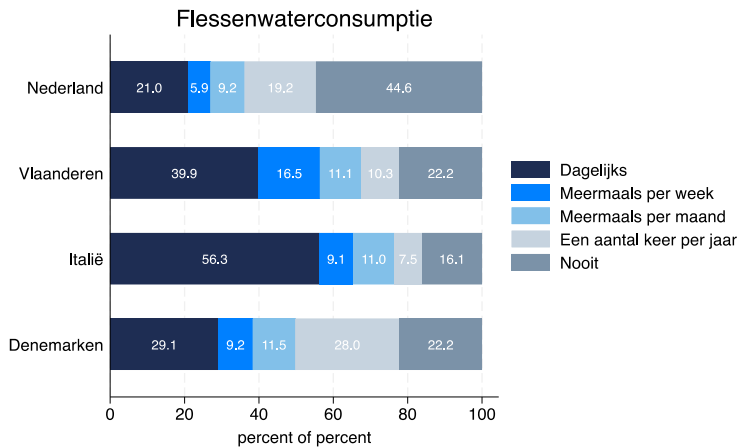 Flessenwaterconsumptie
Nederland 21.0 5.9 9.2 19.2 44.6
Vlaanderen 39.9 16.5 11.1 10.3 22.2
Italië 56.3 9.1 11.0 7.5 16.1
Denemarken 29.1 9.2 11.5 28.0 22.2
0 20 40 60 80 100
percent of percent
Dagelijks
Meermaals per week
Meermaals per maand
Een aantal keer per jaar
Nooit